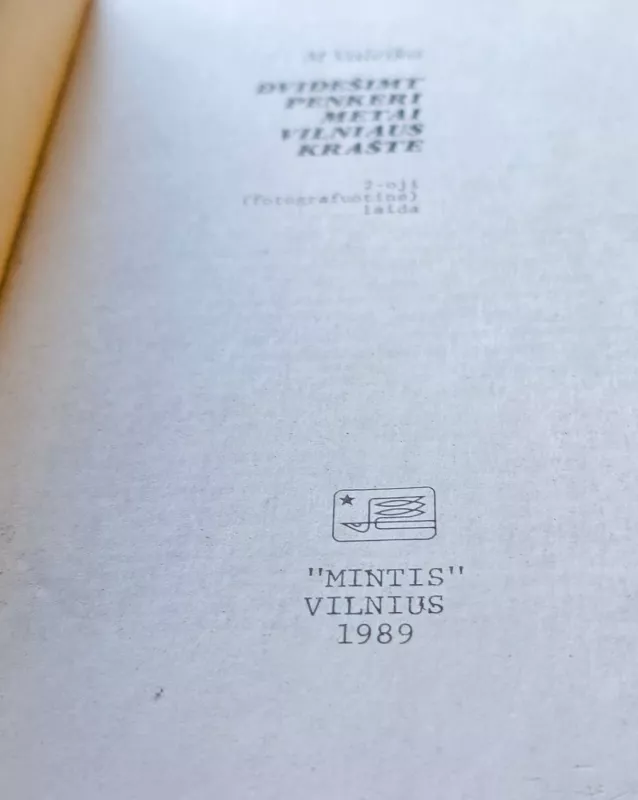 DVIDEŠIMT
PENKERI
METAI
VILNIAUS
KRAŠTE
2-oji
(fotografuotinė)
laida
"MINTIS"
VILNIUS
1989